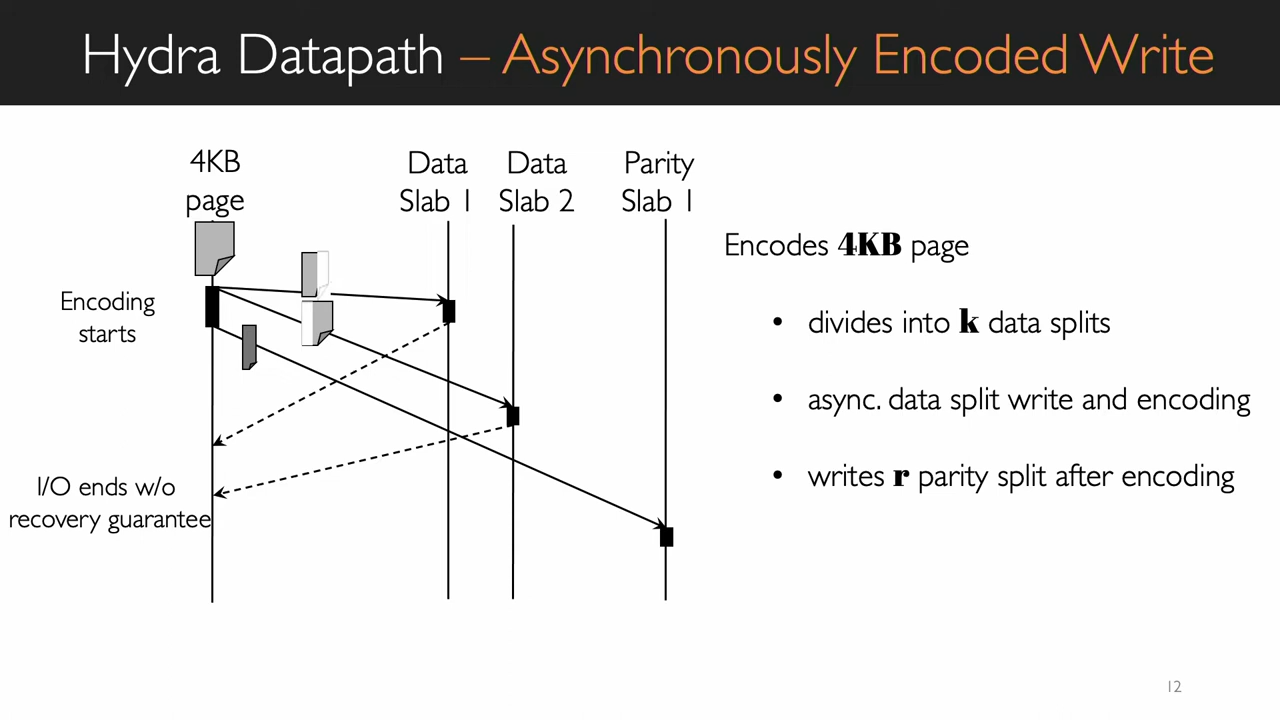 Hydra Datapath – Asynchronously Encoded Write
4KB
page
Data
Slab 1
Data
Slab 2
Parity
Slab 1
Encoding
starts
I/O ends w/o
recovery guarantee
Encodes 4KB page
• divides into k data splits
• async. data split write and encoding
• writes r parity split after encoding
12